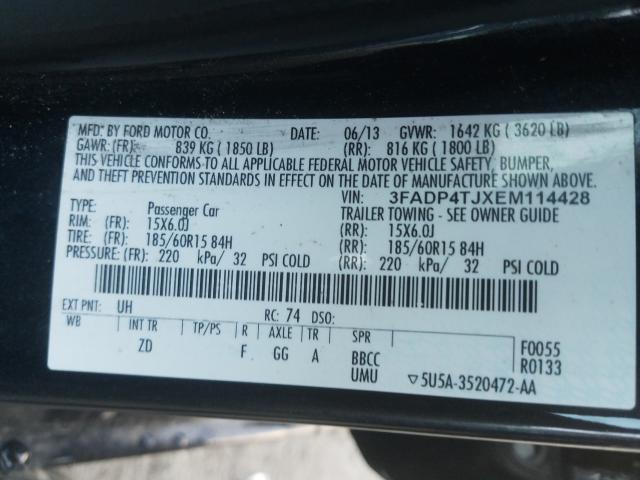 MFD. BY FORD MOTOR CO. DATE: 06/13 GVWR: 1642 KG ( 3620 LB)
GAWR: (FR): 839 KG ( 1850 LB) (RR): 816 KG ( 1800 LB)
THIS VEHICLE CONFORMS TO ALL APPLICABLE FEDERAL MOTOR VEHICLE SAFETY, BUMPER,
AND THEFT PREVENTION STANDARDS IN EFFECT ON THE DATE OF MANUFACTURE SHOWN ABOVE.
VIN: 3FADP4TJXEM114428
TYPE: Passenger Car TRAILER TOWING - SEE OWNER GUIDE
RIM: (FR): 15X6.0J (RR): 15X6.0J
TIRE: (FR): 185/60R15 84H (RR): 185/60R15 84H
PRESSURE: (FR): 220 kPa/ 32 PSI COLD (RR): 220 kPa/ 32 PSI COLD
EXT PNT: UH RC: 74 DSO:
WB INT TR TP/PS R AXLE TR SPR F0055
ZD F GG A BBCC R0133
UMU ▽5U5A-3520472-AA